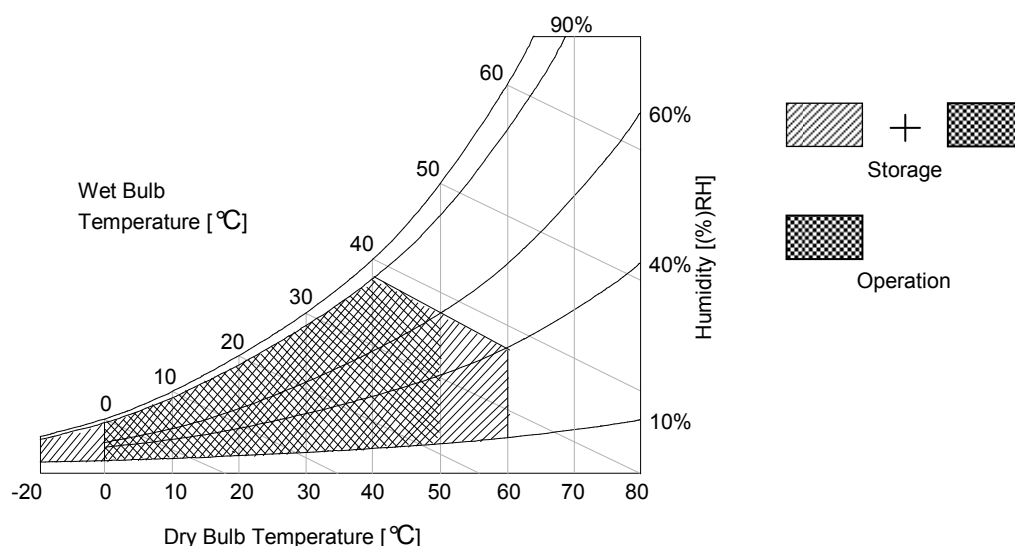 90%
60
60%
50
Wet Bulb
Temperature [℃]
Storage
40
40%
Humidity [(%)RH]
Operation
30
20
10
0
10%
-20 0 10 20 30 40 50 60 70 80
Dry Bulb Temperature [℃]